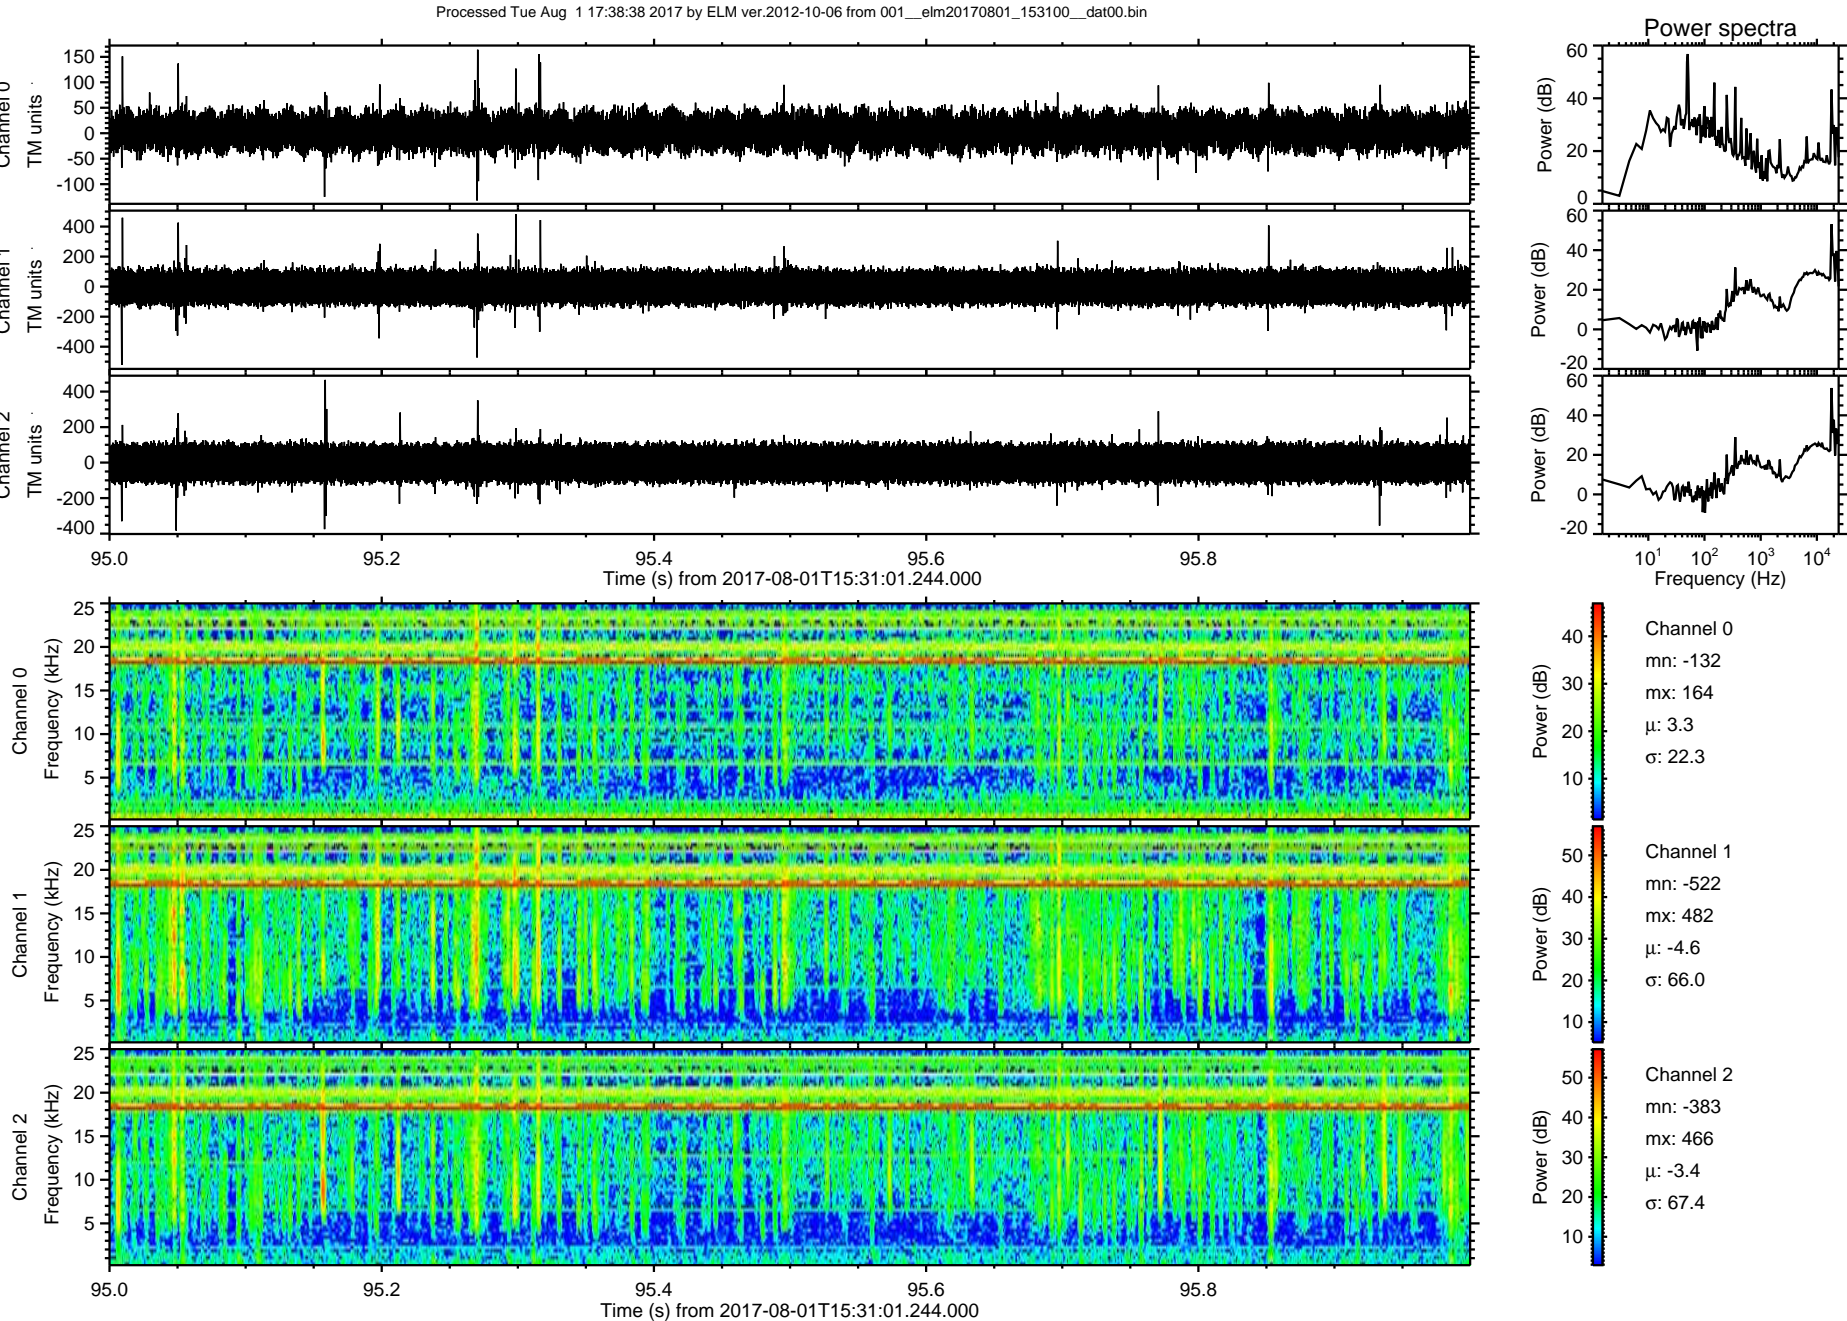 Processed Tue Aug  1 17:38:38 2017 by ELM ver.2012-10-06 from 001__elm20170801_153100__dat00.bin
Power spectra
Channel 0
TM units
150
100
50
0
-50
-100
Power (dB)
60
40
20
0
Channel 1
TM units
400
200
0
-200
-400
Power (dB)
60
40
20
0
-20
Channel 2
TM units
400
200
0
-200
-400
Power (dB)
60
40
20
0
-20
95.0 95.2 95.4 95.6 95.8
Time (s) from 2017-08-01T15:31:01.244.000
10¹ 10² 10³ 10⁴
Frequency (Hz)
Channel 0
Frequency (kHz)
25
20
15
10
5
Power (dB)
40
30
20
10
Channel 0
mn: -132
mx: 164
μ: 3.3
σ: 22.3
Channel 1
Frequency (kHz)
25
20
15
10
5
Power (dB)
50
40
30
20
10
Channel 1
mn: -522
mx: 482
μ: -4.6
σ: 66.0
Channel 2
Frequency (kHz)
25
20
15
10
5
Power (dB)
50
40
30
20
10
Channel 2
mn: -383
mx: 466
μ: -3.4
σ: 67.4
95.0 95.2 95.4 95.6 95.8
Time (s) from 2017-08-01T15:31:01.244.000